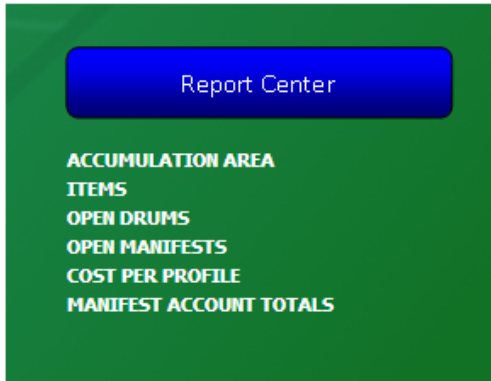 Report Center
ACCUMULATION AREA
ITEMS
OPEN DRUMS
OPEN MANIFESTS
COST PER PROFILE
MANIFEST ACCOUNT TOTALS